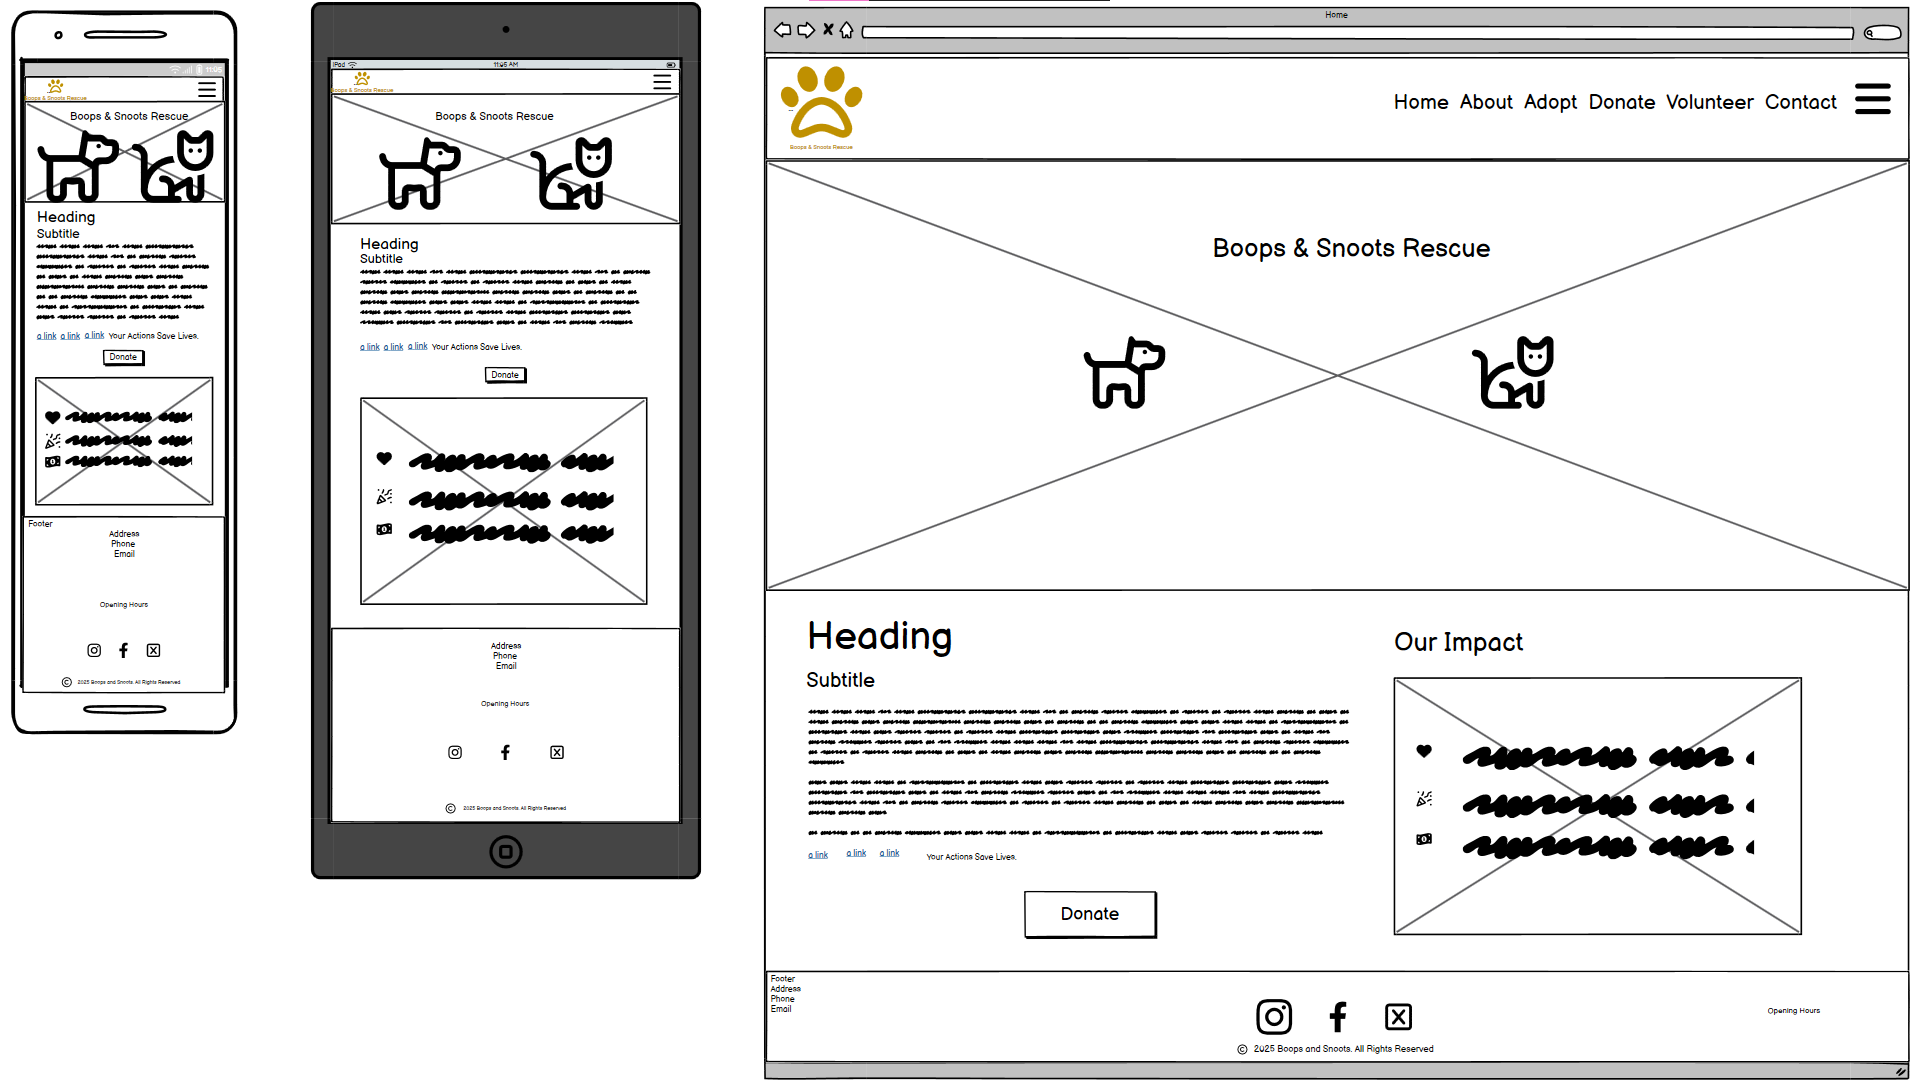 11:05
Boops & Snoots Rescue
Boops & Snoots Rescue
Heading
Subtitle
a link a link a link Your Actions Save Lives.
Donate
Footer
Address
Phone
Email
Opening Hours
© 2025 Boops and Snoots. All Rights Reserved
iPad 11:05 AM
Boops & Snoots Rescue
Boops & Snoots Rescue
Heading
Subtitle
a link a link a link Your Actions Save Lives.
Donate
Address
Phone
Email
Opening Hours
© 2025 Boops and Snoots. All Rights Reserved
Home
Home About Adopt Donate Volunteer Contact
Boops & Snoots Rescue
Boops & Snoots Rescue
Heading
Subtitle
a link a link a link Your Actions Save Lives.
Donate
Our Impact
Footer
Address
Phone
Email
© 2025 Boops and Snoots. All Rights Reserved
Opening Hours